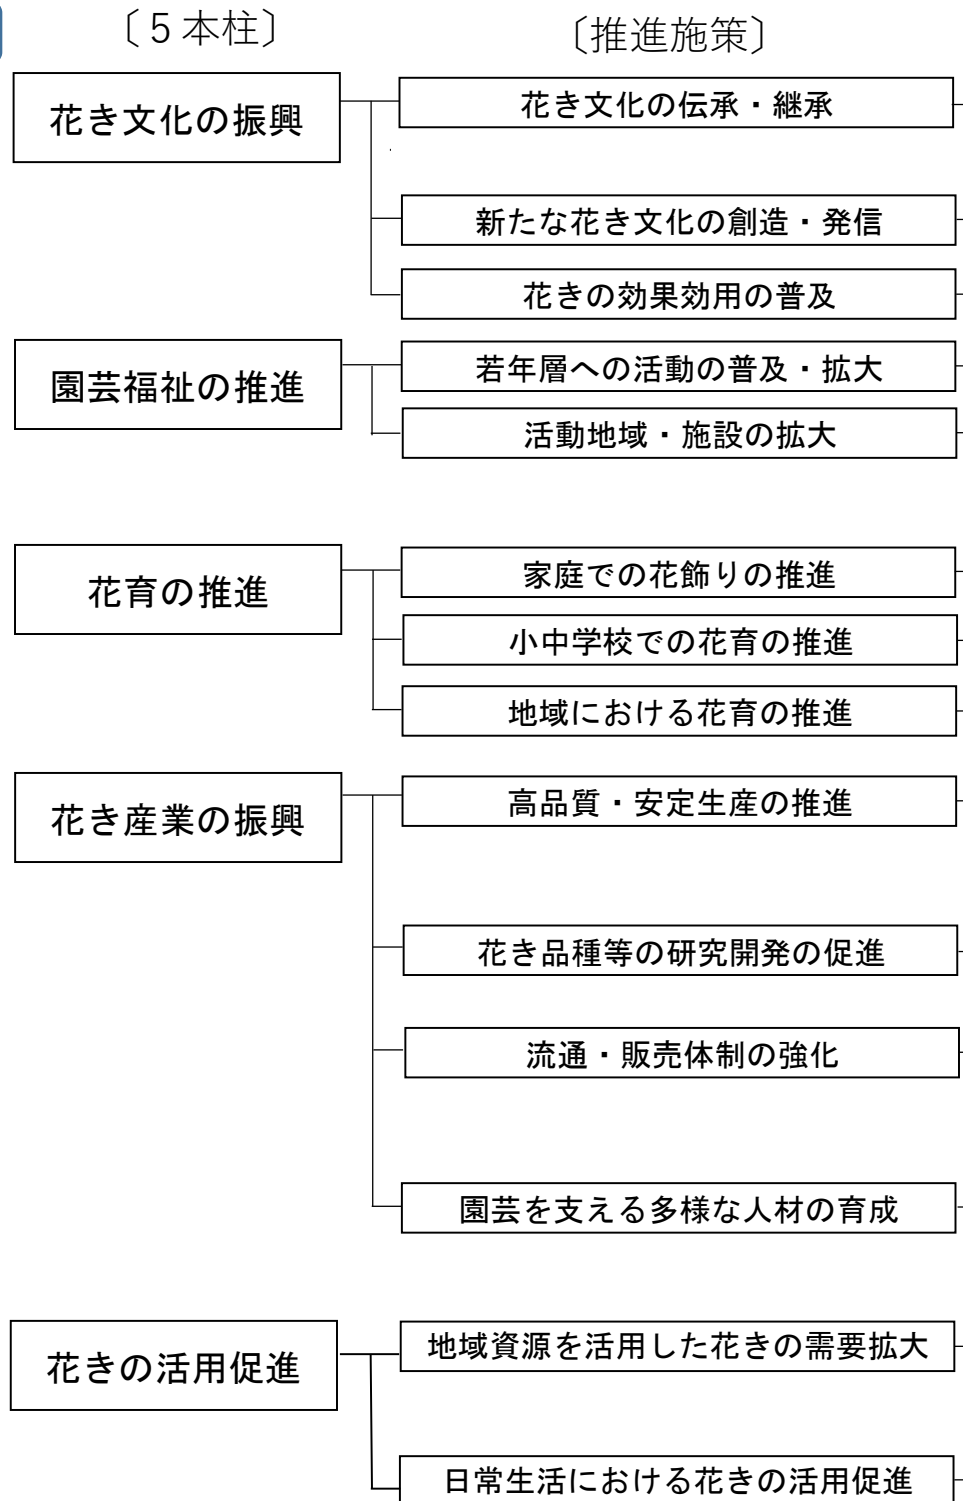 〔５本柱〕
〔推進施策〕
花き文化の振興
花き文化の伝承・継承
新たな花き文化の創造・発信
花きの効果効用の普及
園芸福祉の推進
若年層への活動の普及・拡大
活動地域・施設の拡大
花育の推進
家庭での花飾りの推進
小中学校での花育の推進
地域における花育の推進
花き産業の振興
高品質・安定生産の推進
花き品種等の研究開発の促進
流通・販売体制の強化
園芸を支える多様な人材の育成
花きの活用促進
地域資源を活用した花きの需要拡大
日常生活における花きの活用促進